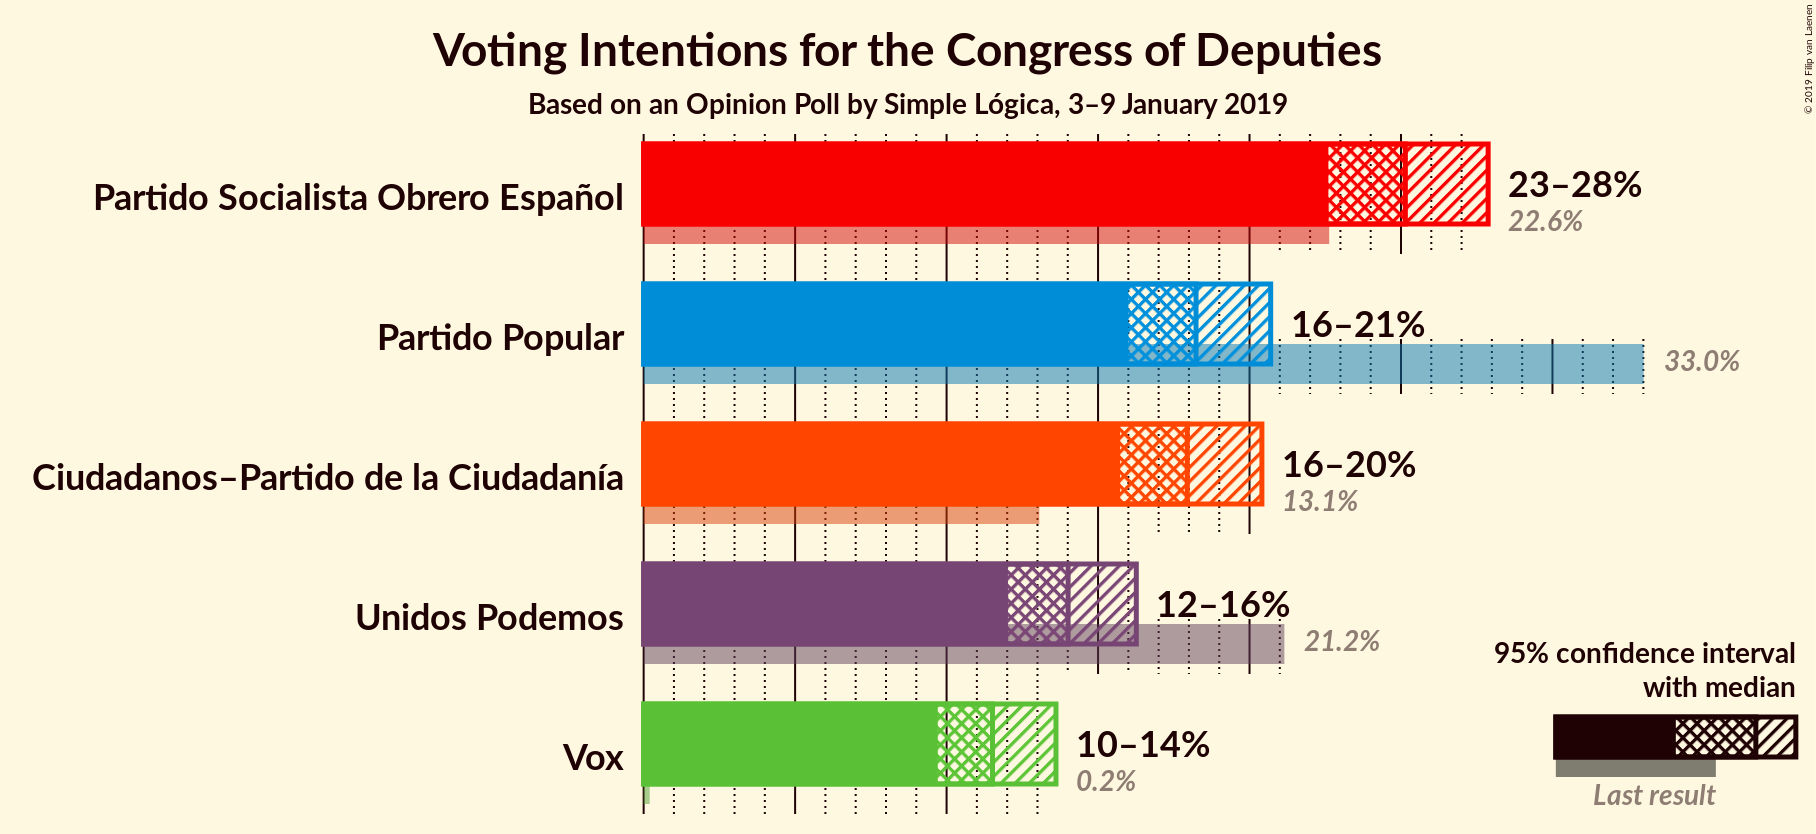 Voting Intentions for the Congress of Deputies
Based on an Opinion Poll by Simple Lógica, 3–9 January 2019
© 2019 Filip van Laenen
Partido Socialista Obrero Español
23–28%
22.6%
Partido Popular
16–21%
33.0%
Ciudadanos–Partido de la Ciudadanía
16–20%
13.1%
Unidos Podemos
12–16%
21.2%
Vox
10–14%
0.2%
95% confidence interval
with median
Last result